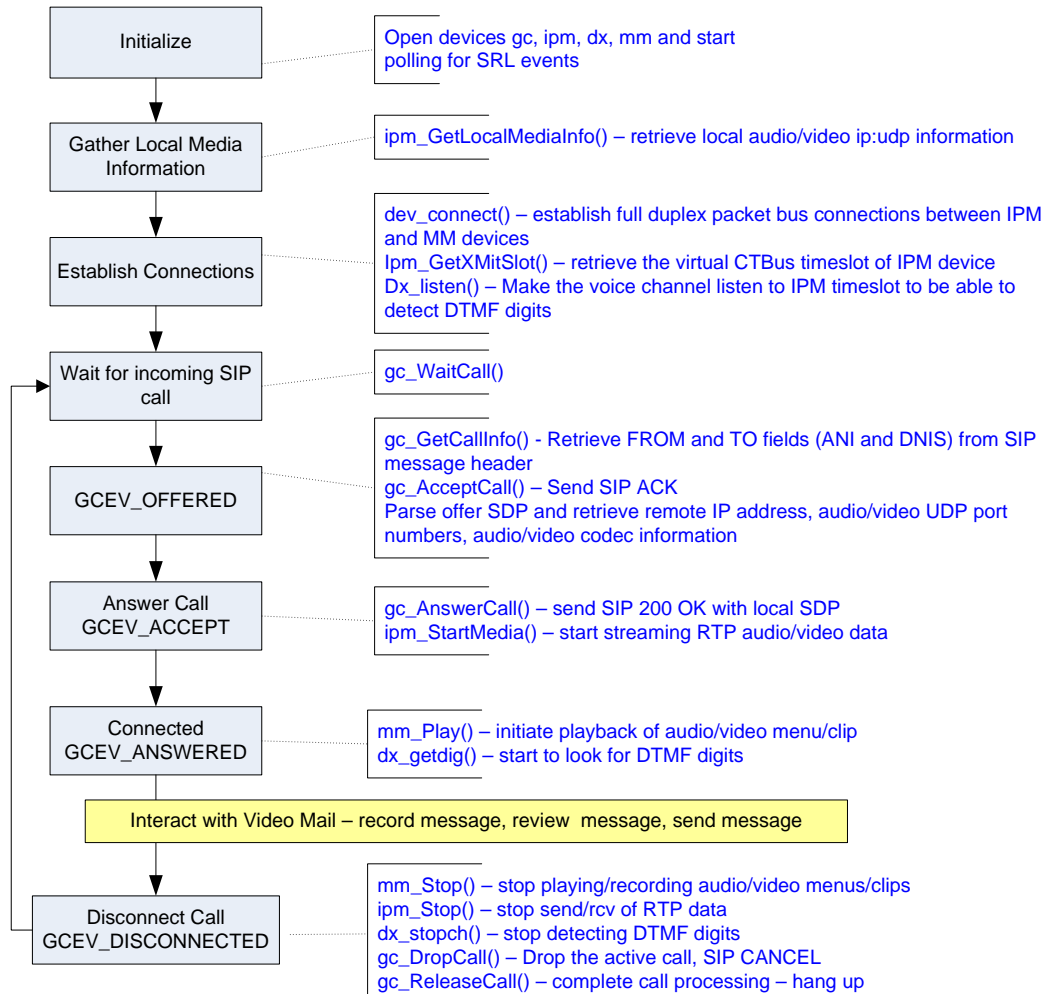 Initialize
Open devices gc, ipm, dx, mm and start
polling for SRL events
Gather Local Media
Information
ipm_GetLocalMediaInfo() – retrieve local audio/video ip:udp information
Establish Connections
dev_connect() – establish full duplex packet bus connections between IPM
and MM devices
Ipm_GetXMitSlot() – retrieve the virtual CTBus timeslot of IPM device
Dx_listen() – Make the voice channel listen to IPM timeslot to be able to
detect DTMF digits
Wait for incoming SIP
call
gc_WaitCall()
GCEV_OFFERED
gc_GetCallInfo() - Retrieve FROM and TO fields (ANI and DNIS) from SIP
message header
gc_AcceptCall() – Send SIP ACK
Parse offer SDP and retrieve remote IP address, audio/video UDP port
numbers, audio/video codec information
Answer Call
GCEV_ACCEPT
gc_AnswerCall() – send SIP 200 OK with local SDP
ipm_StartMedia() – start streaming RTP audio/video data
Connected
GCEV_ANSWERED
mm_Play() – initiate playback of audio/video menu/clip
dx_getdig() – start to look for DTMF digits
Interact with Video Mail – record message, review  message, send message
Disconnect Call
GCEV_DISCONNECTED
mm_Stop() – stop playing/recording audio/video menus/clips
ipm_Stop() – stop send/rcv of RTP data
dx_stopch() – stop detecting DTMF digits
gc_DropCall() – Drop the active call, SIP CANCEL
gc_ReleaseCall() – complete call processing – hang up